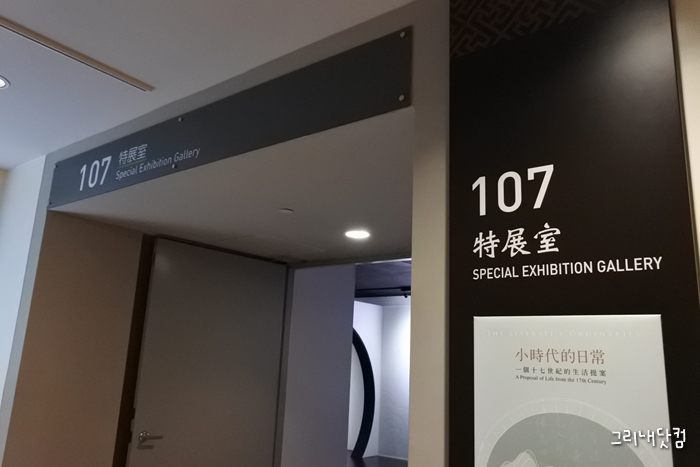 107 特展室
Special Exhibition Gallery
107
特展室
SPECIAL EXHIBITION GALLERY
小時代的日常
一個十七世紀的生活提案
A Proposal of Life from the 17th Century
그리내닷컴